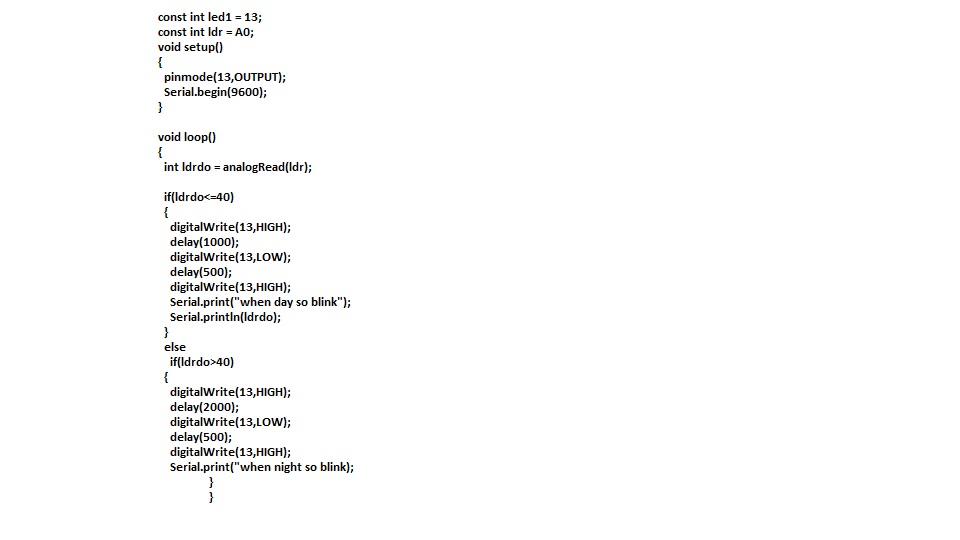 const int led1 = 13;
const int ldr = A0;
void setup()
{
pinmode(13,OUTPUT);
Serial.begin(9600);
}
void loop()
{
int ldrdo = analogRead(ldr);
if(ldrdo<=40)
{
digitalWrite(13,HIGH);
delay(1000);
digitalWrite(13,LOW);
delay(500);
digitalWrite(13,HIGH);
Serial.print("when day so blink");
Serial.println(ldrdo);
}
else
if(ldrdo>40)
{
digitalWrite(13,HIGH);
delay(2000);
digitalWrite(13,LOW);
delay(500);
digitalWrite(13,HIGH);
Serial.print("when night so blink);
}
}